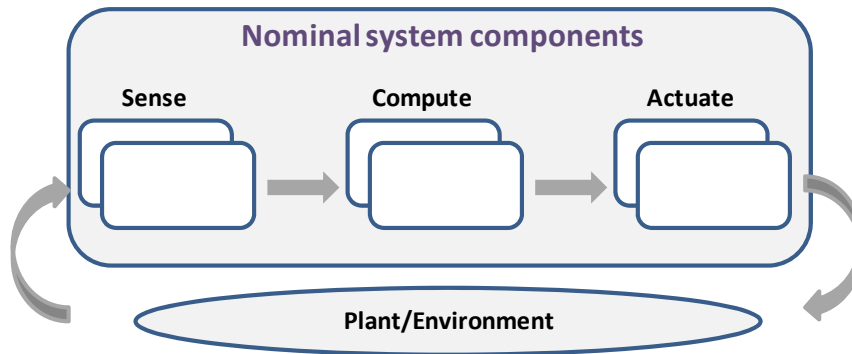 Nominal system components
Sense Compute Actuate
Plant/Environment